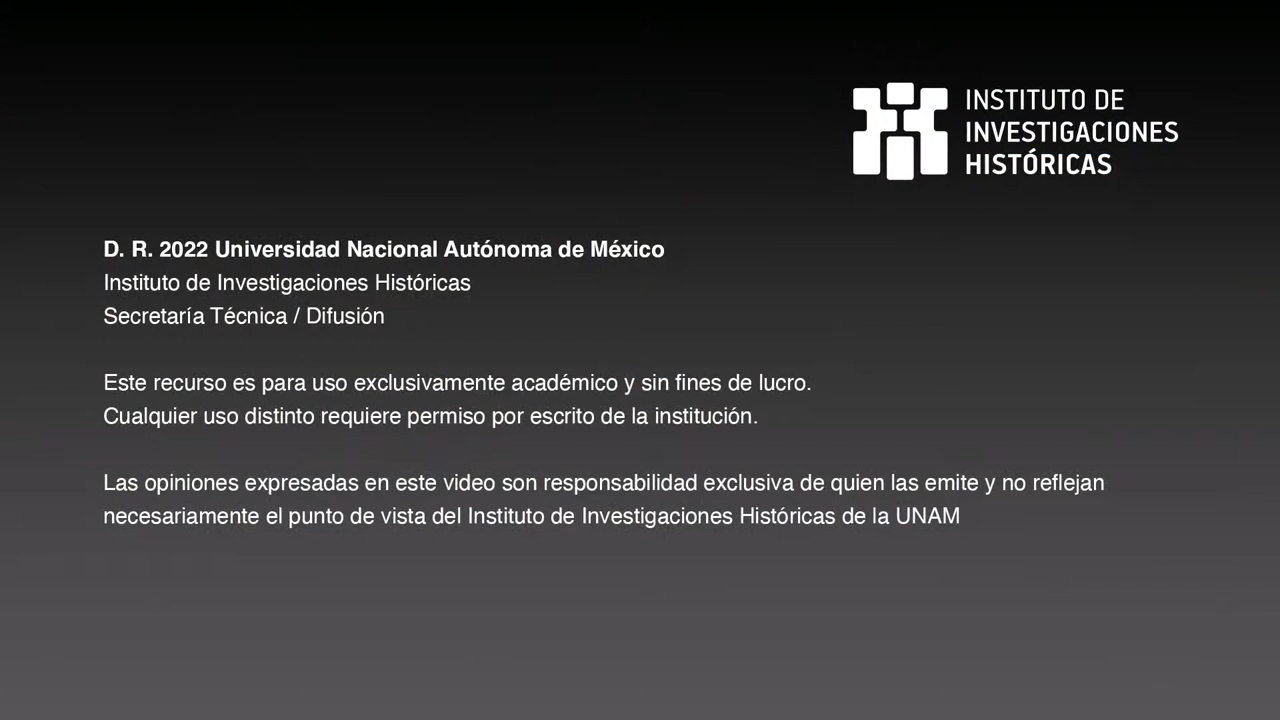 INSTITUTO DE
INVESTIGACIONES
HISTÓRICAS
D. R. 2022 Universidad Nacional Autónoma de México
Instituto de Investigaciones Históricas
Secretaría Técnica / Difusión
Este recurso es para uso exclusivamente académico y sin fines de lucro.
Cualquier uso distinto requiere permiso por escrito de la institución.
Las opiniones expresadas en este video son responsabilidad exclusiva de quien las emite y no reflejan
necesariamente el punto de vista del Instituto de Investigaciones Históricas de la UNAM